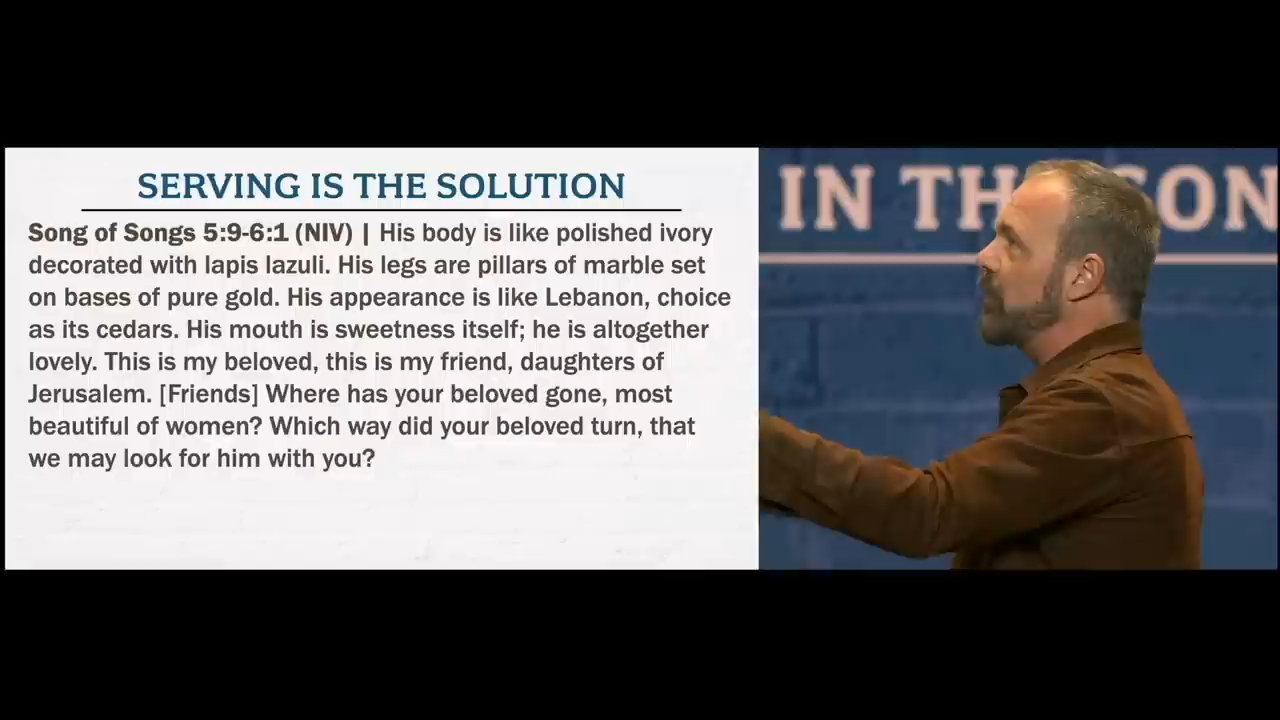 SERVING IS THE SOLUTION
Song of Songs 5:9-6:1 (NIV) | His body is like polished ivory
decorated with lapis lazuli. His legs are pillars of marble set
on bases of pure gold. His appearance is like Lebanon, choice
as its cedars. His mouth is sweetness itself; he is altogether
lovely. This is my beloved, this is my friend, daughters of
Jerusalem. [Friends] Where has your beloved gone, most
beautiful of women? Which way did your beloved turn, that
we may look for him with you?
IN TH SON